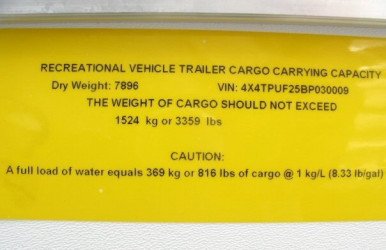 RECREATIONAL VEHICLE TRAILER CARGO CARRYING CAPACITY
Dry Weight: 7896 VIN: 4X4TPUF25BP030009
THE WEIGHT OF CARGO SHOULD NOT EXCEED
1524 kg or 3359 lbs
CAUTION:
A full load of water equals 369 kg or 816 lbs of cargo @ 1 kg/L (8.33 lb/gal)